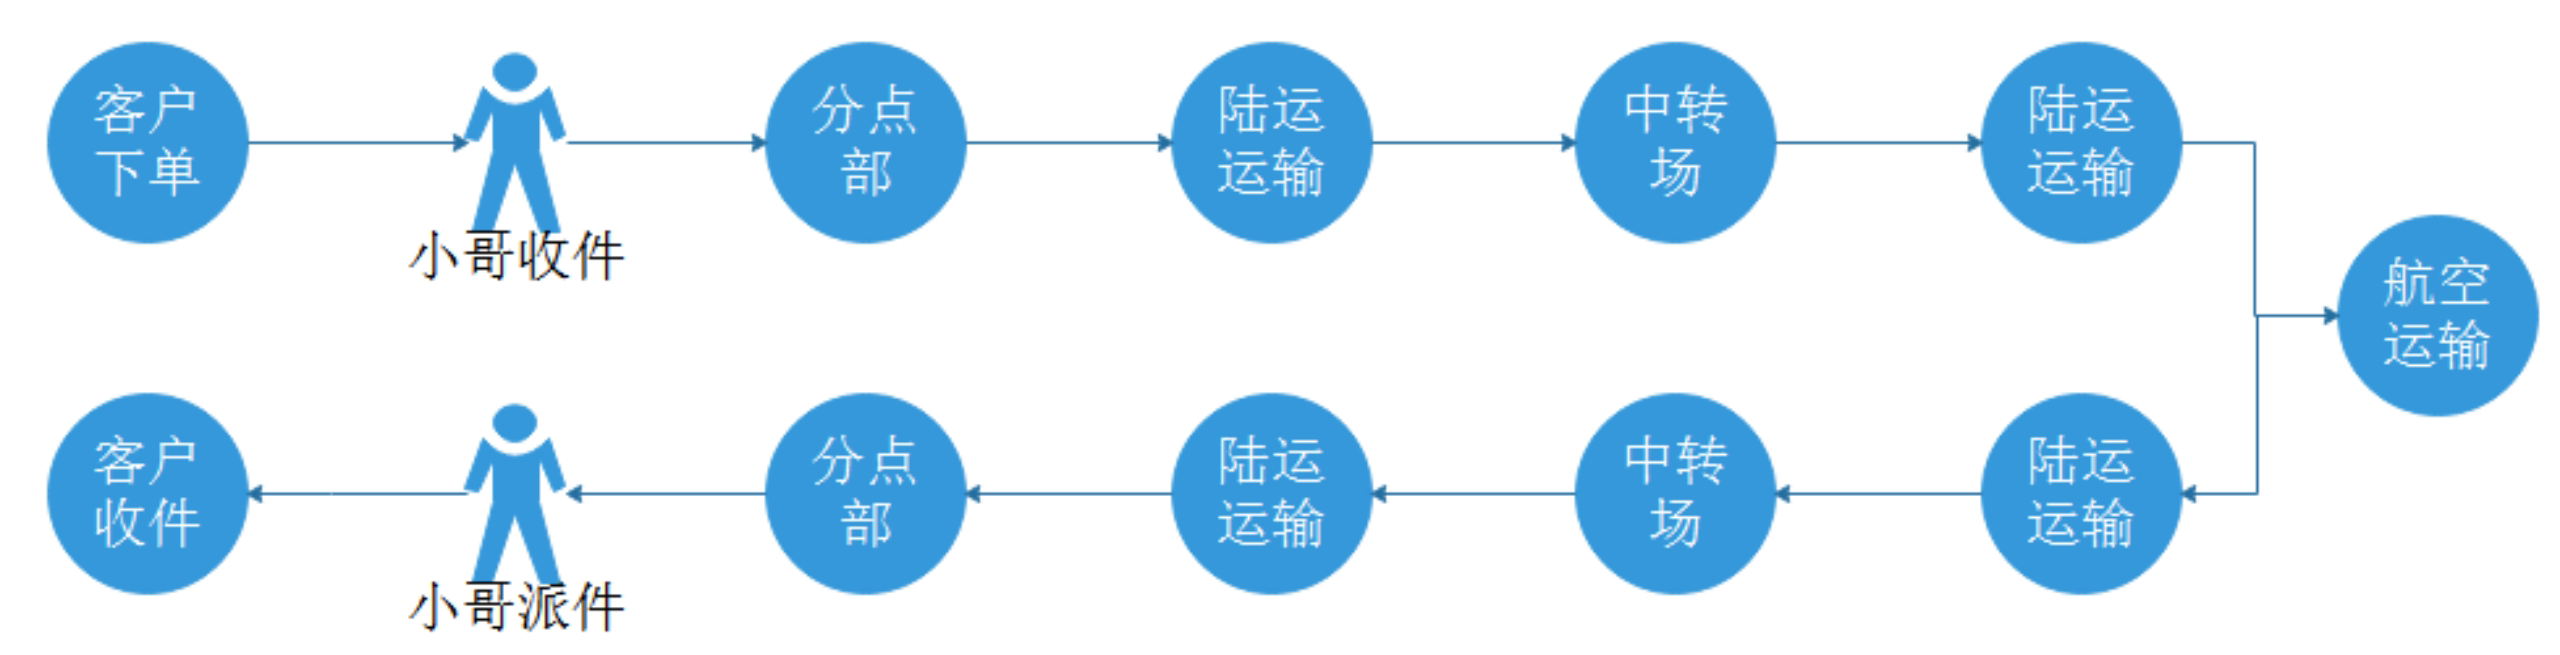 客户
下单
小哥收件
分点
部
陆运
运输
中转
场
陆运
运输
航空
运输
客户
收件
小哥派件
分点
部
陆运
运输
中转
场
陆运
运输